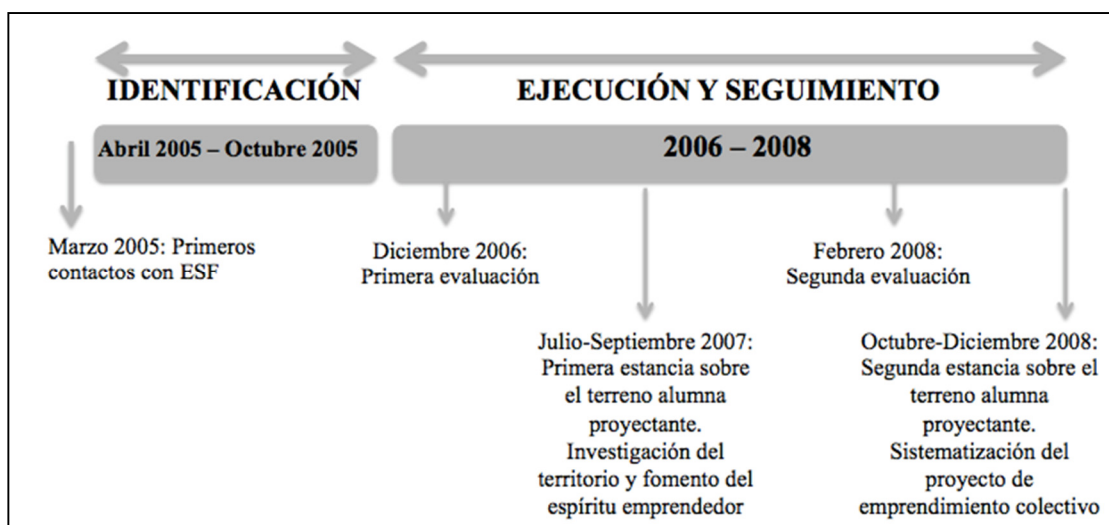 IDENTIFICACIÓN
EJECUCIÓN Y SEGUIMIENTO
Abril 2005 – Octubre 2005
2006 – 2008
Marzo 2005: Primeros
contactos con ESF
Diciembre 2006:
Primera evaluación
Febrero 2008:
Segunda evaluación
Julio-Septiembre 2007:
Primera estancia sobre
el terreno alumna
proyectante.
Investigación del
territorio y fomento del
espíritu emprendedor
Octubre-Diciembre 2008:
Segunda estancia sobre el
terreno alumna
proyectante.
Sistematización del
proyecto de
emprendimiento colectivo